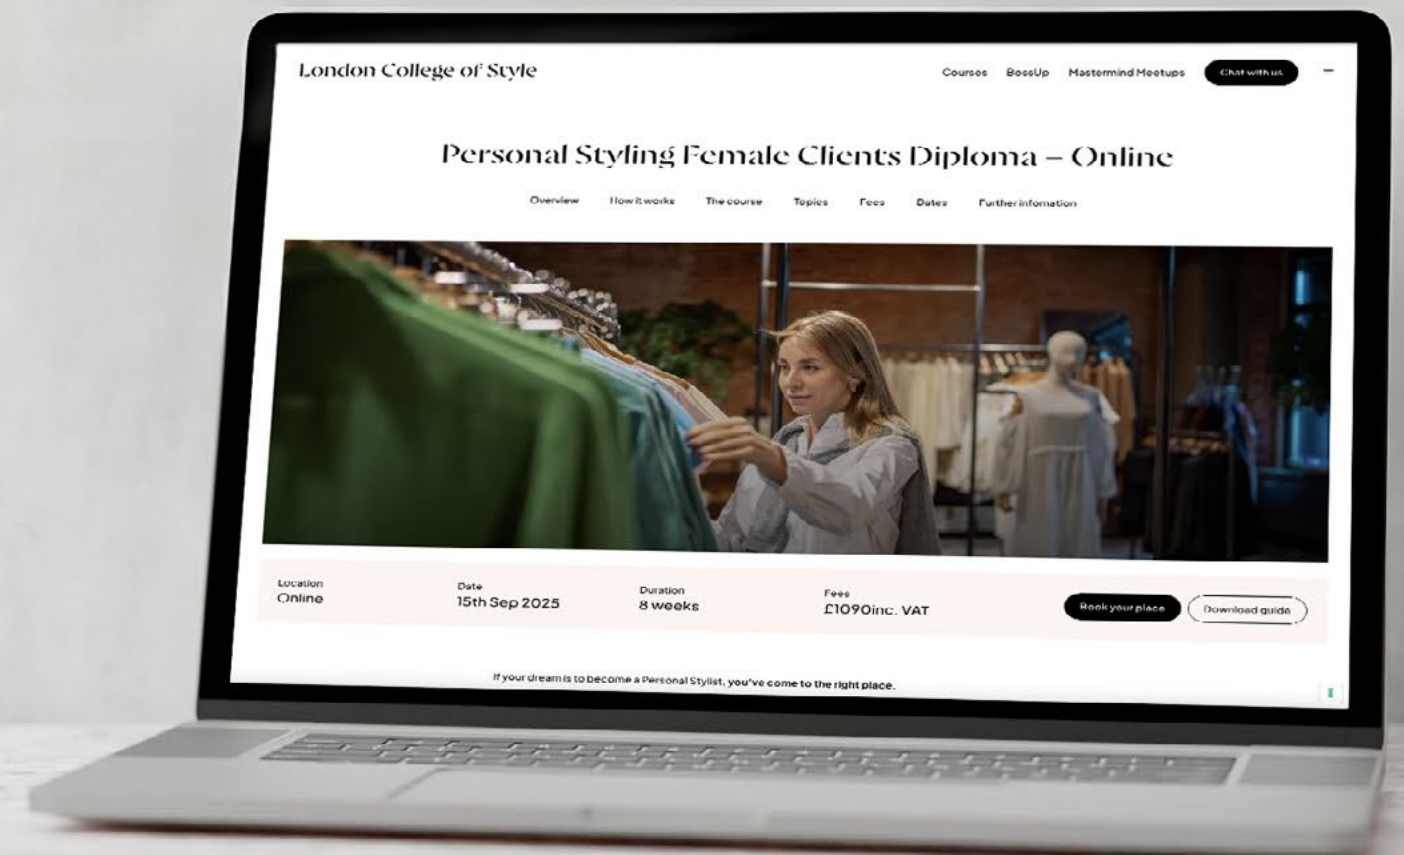 London College of Style
Courses BossUp Mastermind Meetups Chat with us
Personal Styling Female Clients Diploma – Online
Overview How it works The course Topics Fees Dates Further infomation
Location Date Duration Fees
Online 15th Sep 2025 8 weeks £1090inc. VAT
Book your place Download guide
If your dream is to become a Personal Stylist, you've come to the right place.